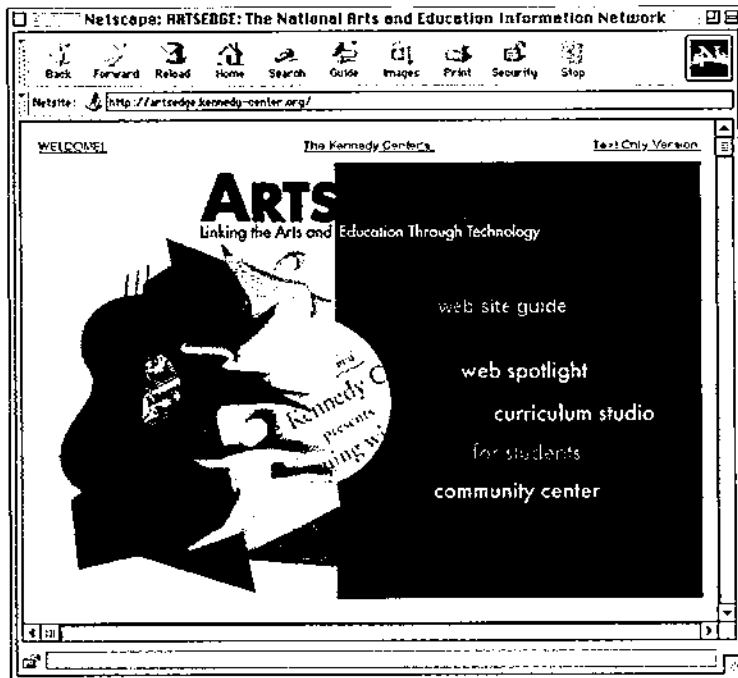 Netscape: ARTSEDGE: The National Arts and Education Information Network
Back Forward Reload Home Search Guide Images Print Security Stop
Netsite: http://artsedge.kennedy-center.org/
WELCOME! The Kennedy Center's Text Only Version
ARTS
Linking the Arts and Education Through Technology
web site guide
web spotlight
Kennedy C
curriculum studio
presents
for students
ning wi
community center